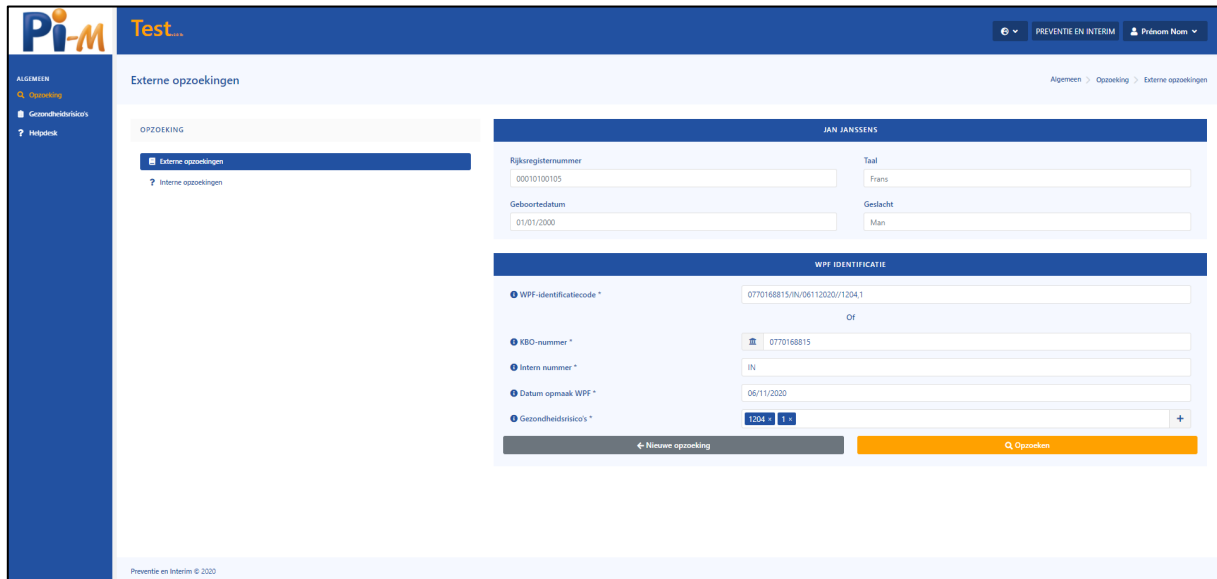 Pi-M
Test
PREVENTIE EN INTERIM
Prénom Nom
ALGEMEEN
Opzoeking
Gezondheidsrisico's
? Helpdesk
Externe opzoekingen
Algemeen > Opzoeking > Externe opzoekingen
OPZOEKING
Externe opzoekingen
? Interne opzoekingen
JAN JANSSENS
Rijksregisternummer
Taal
00010100105
Frans
Geboortedatum
Geslacht
01/01/2000
Man
WPF IDENTIFICATIE
WPF-identificatiecode *
0770168815/IN/06112020//1204,1
Of
KBO-nummer *
0770168815
Intern nummer *
IN
Datum opmaak WPF *
06/11/2020
Gezondheidsrisico's *
1204 × 1 × +
← Nieuwe opzoeking
Opzoeken
Preventie en Interim © 2020